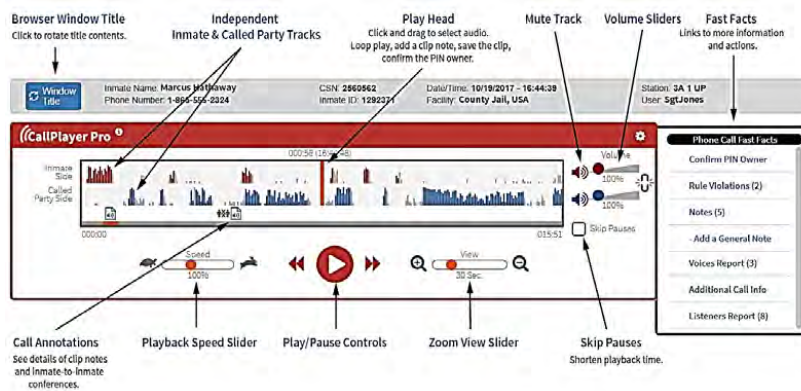 Browser Window Title
Click to rotate title contents.
Independent
Inmate & Called Party Tracks
Play Head
Click and drag to select audio.
Loop play, add a clip note, save the clip,
confirm the PIN owner.
Mute Track
Volume Sliders
Fast Facts
Links to more information
and actions.
Window
Title
Inmate Name: Marcus Hathaway
Phone Number: 1-866-555-2324
CSN: 2560562
Inmate ID: 1292371
Date/Time: 10/19/2017 - 16:44:39
Facility: County Jail, USA
Station: 3A 1 UP
User: SgtJones
CallPlayer Pro
000:58
Volume
Inmate
Side
Called
Party Side
100%
100%
000:00
015:51
Skip Pauses
Speed
100%
View
30 Sec.
Phone Call Fast Facts
Confirm PIN Owner
Rule Violations (2)
Notes (5)
- Add a General Note
Voices Report (3)
Additional Call Info
Listeners Report (8)
Call Annotations
See details of clip notes
and inmate-to-inmate
conferences.
Playback Speed Slider
Play/Pause Controls
Zoom View Slider
Skip Pauses
Shorten playback time.